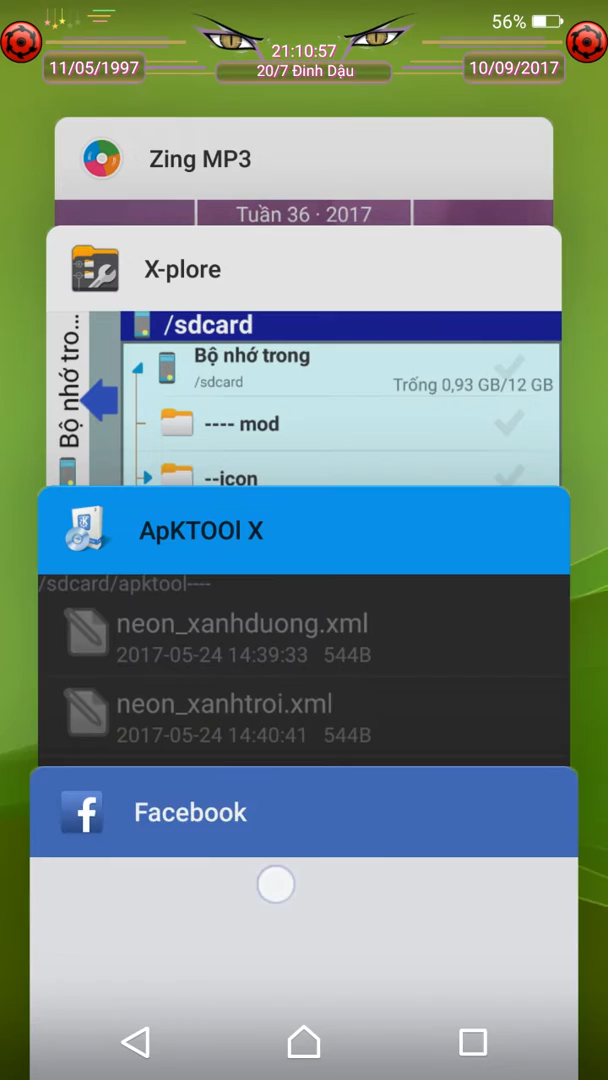 56%
21:10:57
11/05/1997
20/7 Đinh Dậu
10/09/2017
Zing MP3
Tuần 36 · 2017
X-plore
Bộ nhớ tro...
/sdcard
Bộ nhớ trong
/sdcard
Trống 0,93 GB/12 GB
---- mod
--icon
ApKTOOl X
/sdcard/apktool----
neon_xanhduong.xml
2017-05-24 14:39:33 544B
neon_xanhtroi.xml
2017-05-24 14:40:41 544B
Facebook